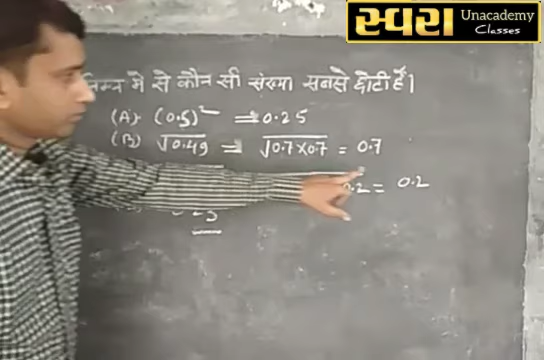 स्परा Unacademy
Classes
निम्न मे से कौन सी संख्या सबसे छोटी हैं।
(A) (0.5)² = 0.25
(B) √0.49 = √0.7×0.7 = 0.7
0.2 = 0.2